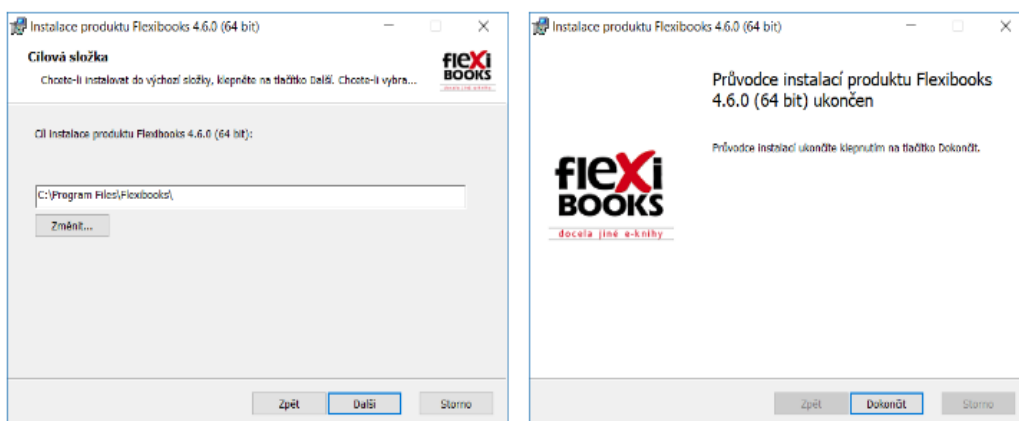 Instalace produktu Flexibooks 4.6.0 (64 bit)
Cílová složka
Chcete-li instalovat do výchozí složky, klepněte na tlačítko Další. Chcete-li vybra...
flexi
BOOKS
docela jiné e-knihy
Cíl instalace produktu Flexibooks 4.6.0 (64 bit):
C:\Program Files\Flexibooks\
Změnit...
Zpět
Další
Storno
Instalace produktu Flexibooks 4.6.0 (64 bit)
Průvodce instalací produktu Flexibooks
4.6.0 (64 bit) ukončen
Průvodce instalací ukončíte klepnutím na tlačítko Dokončit.
flexi
BOOKS
docela jiné e-knihy
Zpět
Dokončit
Storno